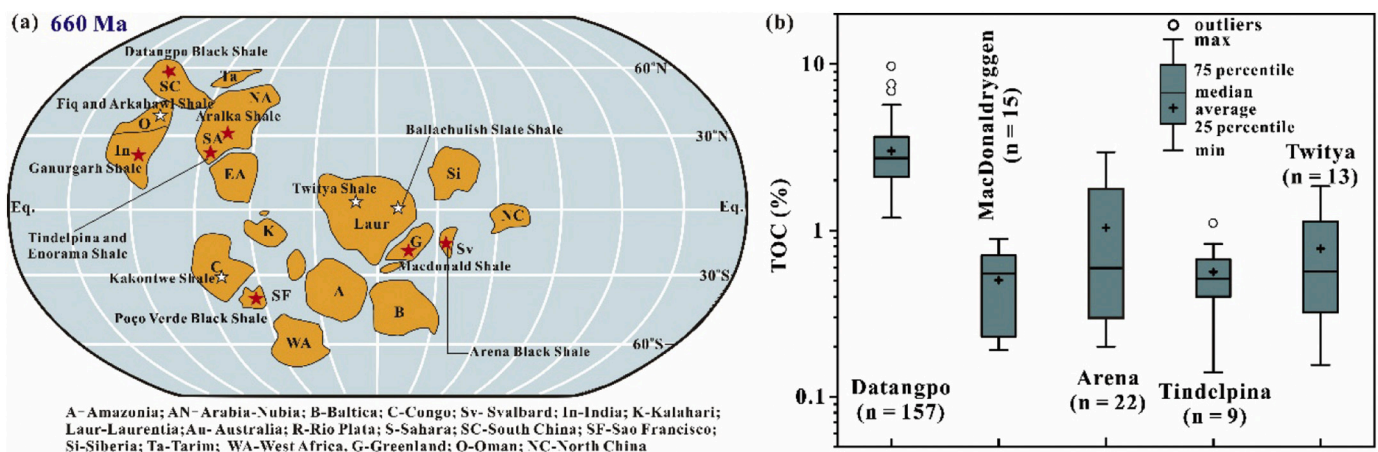 (a) 660 Ma
Datangpo Black Shale
60°N
SC
Ta
NA
Fiq and Arkahawl Shale
Aralka Shale
O
Ballachulish Slate Shale
30°N
SA
In
Ganurgarh Shale
EA
Si
Twitya Shale
Eq.
Eq.
Laur
NC
K
G
Sv
Tindelpina and
Enorama Shale
Macdonald Shale
C
Kakontwe Shale
30°S
A
SF
B
Poço Verde Black Shale
WA
60°S
Arena Black Shale
A-Amazonia; AN-Arabia-Nubia; B-Baltica; C-Congo; Sv- Svalbard; In-India; K-Kalahari;
Laur-Laurentia;Au- Australia; R-Rio Plata; S-Sahara; SC-South China; SF-Sao Francisco;
Si-Siberia; Ta-Tarim; WA-West Africa, G-Greenland; O-Oman; NC-North China
(b)
TOC (%)
10
1
0.1
outliers
max
75 percentile
median
average
25 percentile
min
Datangpo
(n = 157)
MacDonaldryggen
(n = 15)
Arena
(n = 22)
Tindelpina
(n = 9)
Twitya
(n = 13)